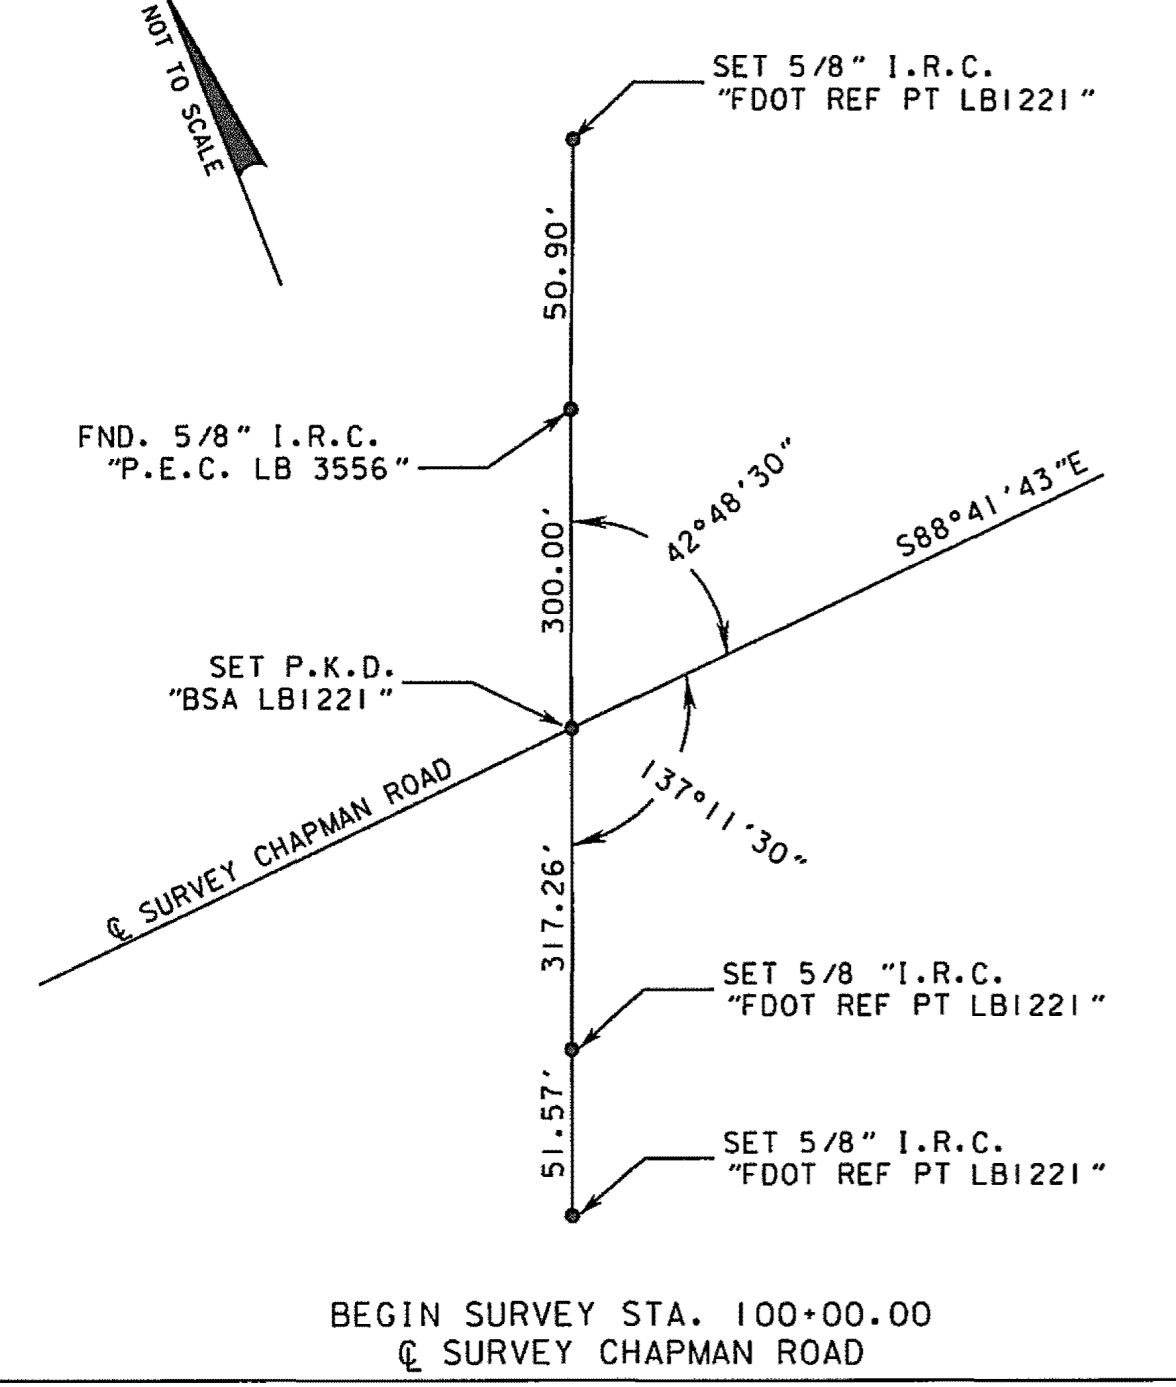 NOT TO SCALE
SET 5/8" I.R.C.
"FDOT REF PT LB1221"
50.90'
FND. 5/8" I.R.C.
"P.E.C. LB 3556"
42°48'30"
S88°41'43"E
300.00'
SET P.K.D.
"BSA LB1221"
137°11'30"
℄ SURVEY CHAPMAN ROAD
317.26'
SET 5/8 "I.R.C.
"FDOT REF PT LB1221"
51.57'
SET 5/8" I.R.C.
"FDOT REF PT LB1221"
BEGIN SURVEY STA. 100+00.00
℄ SURVEY CHAPMAN ROAD